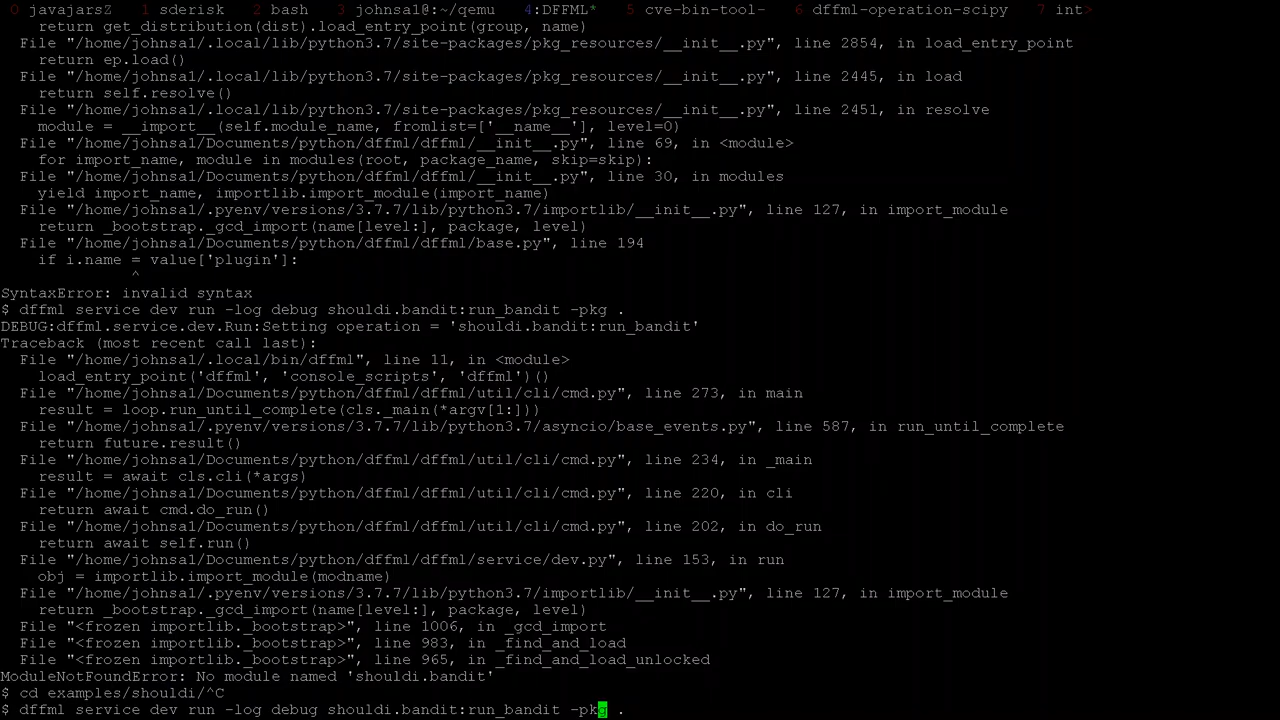 0 javajarsZ  1 sderisk  2 bash  3 johnsa1@:~/qemu  4:DFFML*  5 cve-bin-tool-  6 dffml-operation-scipy  7 int>
return get_distribution(dist).load_entry_point(group, name)
File "/home/johnsa1/.local/lib/python3.7/site-packages/pkg_resources/__init__.py", line 2854, in load_entry_point
return ep.load()
File "/home/johnsa1/.local/lib/python3.7/site-packages/pkg_resources/__init__.py", line 2445, in load
return self.resolve()
File "/home/johnsa1/.local/lib/python3.7/site-packages/pkg_resources/__init__.py", line 2451, in resolve
module = __import__(self.module_name, fromlist=['__name__'], level=0)
File "/home/johnsa1/Documents/python/dffml/dffml/__init__.py", line 69, in <module>
for import_name, module in modules(root, package_name, skip=skip):
File "/home/johnsa1/Documents/python/dffml/dffml/__init__.py", line 30, in modules
yield import_name, importlib.import_module(import_name)
File "/home/johnsa1/.pyenv/versions/3.7.7/lib/python3.7/importlib/__init__.py", line 127, in import_module
return _bootstrap._gcd_import(name[level:], package, level)
File "/home/johnsa1/Documents/python/dffml/dffml/base.py", line 194
if i.name = value['plugin']:
^
SyntaxError: invalid syntax
$ dffml service dev run -log debug shouldi.bandit:run_bandit -pkg .
DEBUG:dffml.service.dev.Run:Setting operation = 'shouldi.bandit:run_bandit'
Traceback (most recent call last):
File "/home/johnsa1/.local/bin/dffml", line 11, in <module>
load_entry_point('dffml', 'console_scripts', 'dffml')()
File "/home/johnsa1/Documents/python/dffml/dffml/util/cli/cmd.py", line 273, in main
result = loop.run_until_complete(cls._main(*argv[1:]))
File "/home/johnsa1/.pyenv/versions/3.7.7/lib/python3.7/asyncio/base_events.py", line 587, in run_until_complete
return future.result()
File "/home/johnsa1/Documents/python/dffml/dffml/util/cli/cmd.py", line 234, in _main
result = await cls.cli(*args)
File "/home/johnsa1/Documents/python/dffml/dffml/util/cli/cmd.py", line 220, in cli
return await cmd.do_run()
File "/home/johnsa1/Documents/python/dffml/dffml/util/cli/cmd.py", line 202, in do_run
return await self.run()
File "/home/johnsa1/Documents/python/dffml/dffml/service/dev.py", line 153, in run
obj = importlib.import_module(modname)
File "/home/johnsa1/.pyenv/versions/3.7.7/lib/python3.7/importlib/__init__.py", line 127, in import_module
return _bootstrap._gcd_import(name[level:], package, level)
File "<frozen importlib._bootstrap>", line 1006, in _gcd_import
File "<frozen importlib._bootstrap>", line 983, in _find_and_load
File "<frozen importlib._bootstrap>", line 965, in _find_and_load_unlocked
ModuleNotFoundError: No module named 'shouldi.bandit'
$ cd examples/shouldi/^C
$ dffml service dev run -log debug shouldi.bandit:run_bandit -pkg .